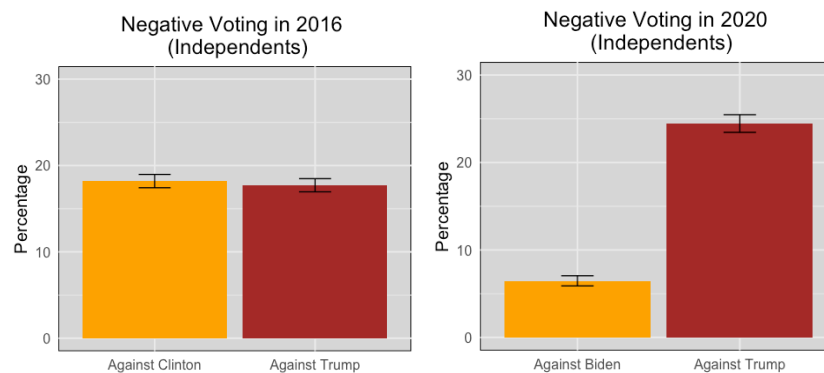 Negative Voting in 2016
(Independents)
30
20
10
0
Percentage
Against Clinton
Against Trump
Negative Voting in 2020
(Independents)
30
20
10
0
Percentage
Against Biden
Against Trump